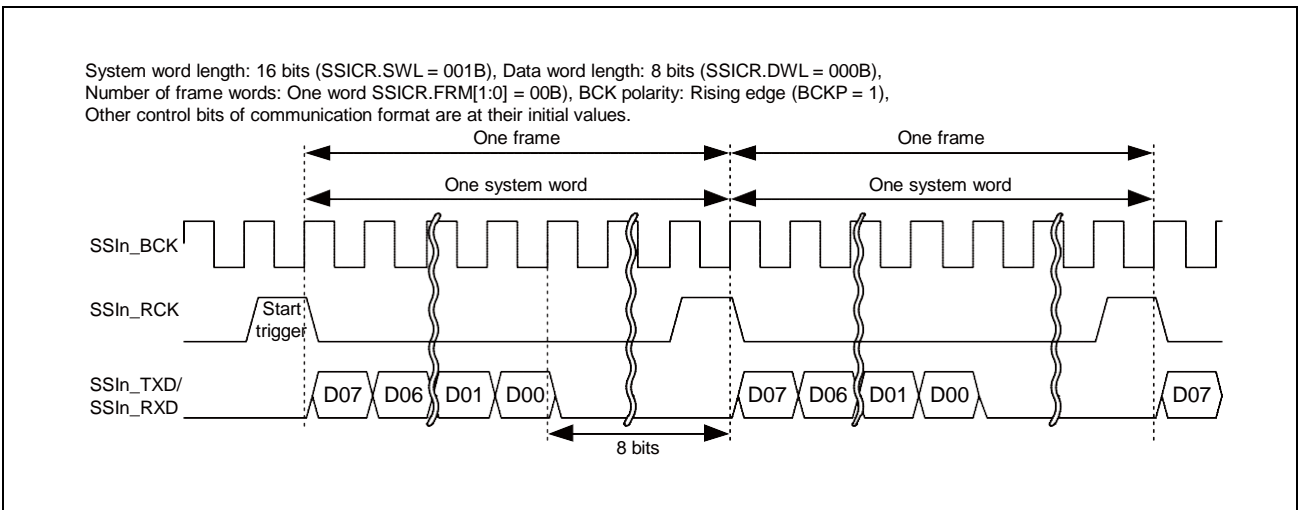 System word length: 16 bits (SSICR.SWL = 001B), Data word length: 8 bits (SSICR.DWL = 000B),
Number of frame words: One word SSICR.FRM[1:0] = 00B), BCK polarity: Rising edge (BCKP = 1),
Other control bits of communication format are at their initial values.
One frame One frame
One system word One system word
SSIn_BCK
SSIn_RCK Start
trigger
SSIn_TXD/
SSIn_RXD D07 D06 D01 D00 D07 D06 D01 D00 D07
8 bits